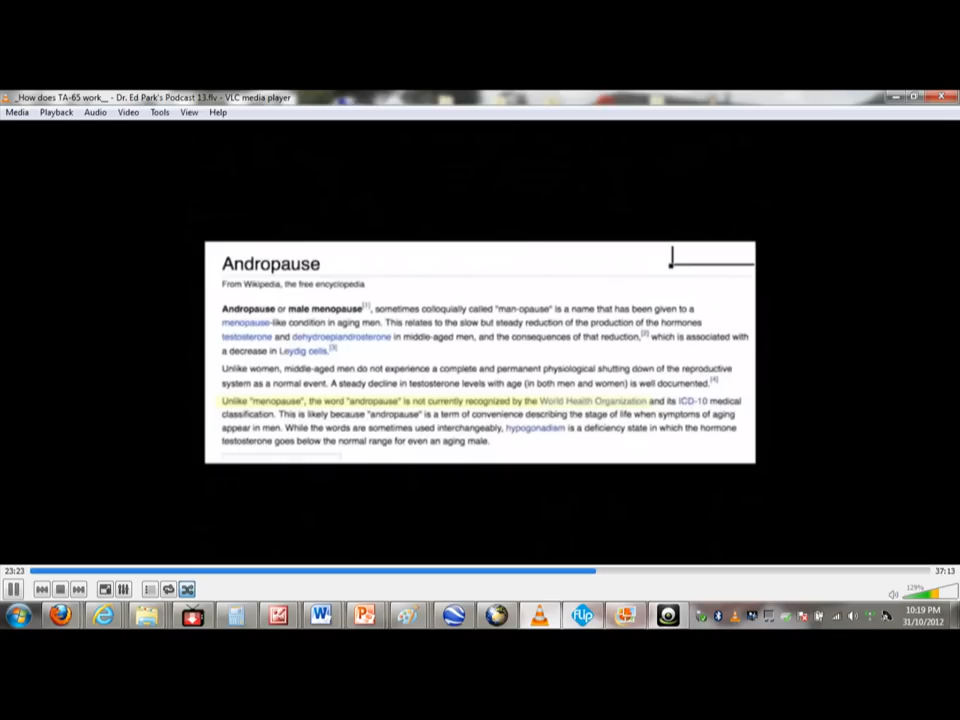 _How does TA-65 work__ - Dr. Ed Park's Podcast 13.flv - VLC media player
Media Playback Audio Video Tools View Help
Andropause
From Wikipedia, the free encyclopedia
Andropause or male menopause[1], sometimes colloquially called "man-opause" is a name that has been given to a
menopause-like condition in aging men. This relates to the slow but steady reduction of the production of the hormones
testosterone and dehydroepiandrosterone in middle-aged men, and the consequences of that reduction,[2] which is associated with
a decrease in Leydig cells.[3]
Unlike women, middle-aged men do not experience a complete and permanent physiological shutting down of the reproductive
system as a normal event. A steady decline in testosterone levels with age (in both men and women) is well documented.[4]
Unlike "menopause", the word "andropause" is not currently recognized by the World Health Organization and its ICD-10 medical
classification. This is likely because "andropause" is a term of convenience describing the stage of life when symptoms of aging
appear in men. While the words are sometimes used interchangeably, hypogonadism is a deficiency state in which the hormone
testosterone goes below the normal range for even an aging male.
23:23 37:13
129%
W P Flip
10:19 PM
31/10/2012